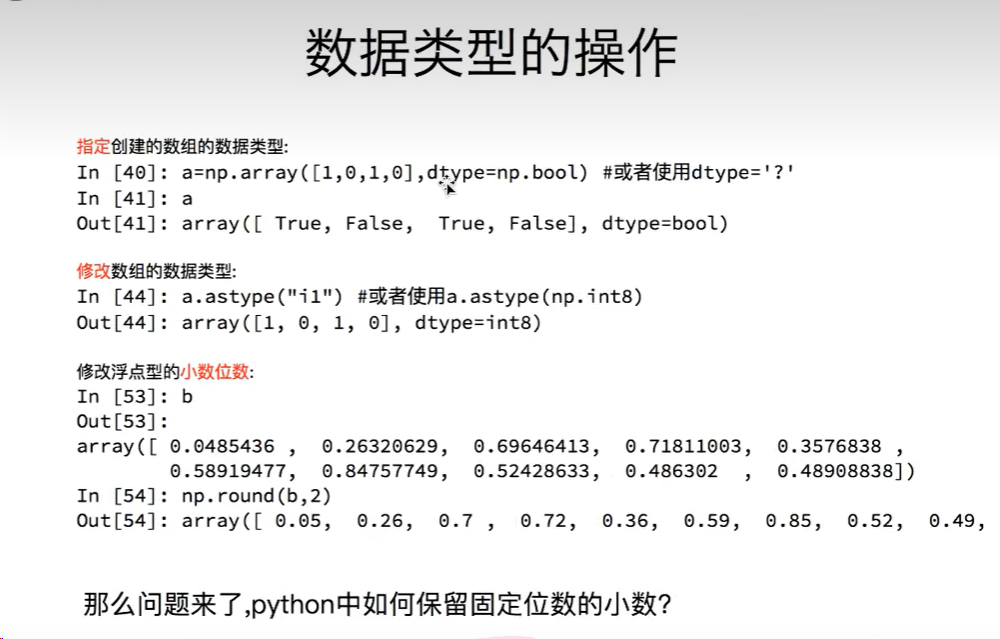 数据类型的操作
指定创建的数组的数据类型:
In [40]: a=np.array([1,0,1,0],dtype=np.bool) #或者使用dtype='?'
In [41]: a
Out[41]: array([ True, False,  True, False], dtype=bool)
修改数组的数据类型:
In [44]: a.astype("i1") #或者使用a.astype(np.int8)
Out[44]: array([1, 0, 1, 0], dtype=int8)
修改浮点型的小数位数:
In [53]: b
Out[53]:
array([ 0.0485436 ,  0.26320629,  0.69646413,  0.71811003,  0.3576838 ,
0.58919477,  0.84757749,  0.52428633,  0.486302  ,  0.48908838])
In [54]: np.round(b,2)
Out[54]: array([ 0.05,  0.26,  0.7 ,  0.72,  0.36,  0.59,  0.85,  0.52,  0.49,
那么问题来了,python中如何保留固定位数的小数?